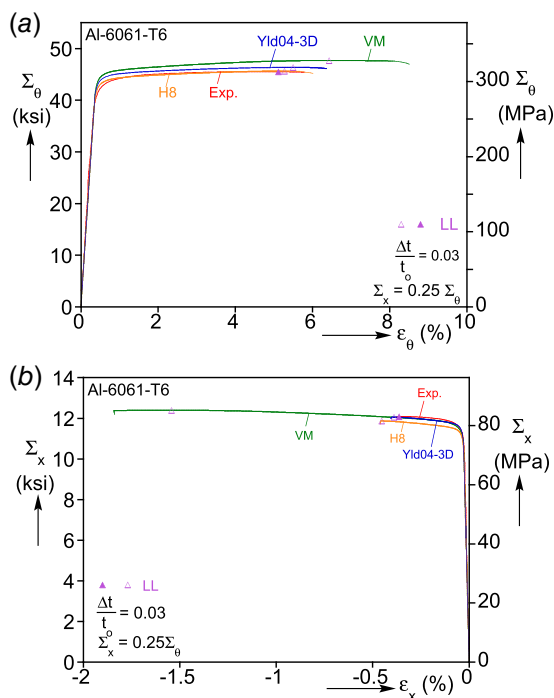 (a)
Al-6061-T6
Yld04-3D
VM
H8
Exp.
Σθ
(ksi)
60
50
40
30
20
10
0
Σθ
(MPa)
300
200
100
0
LL
Δt
to
= 0.03
Σx = 0.25 Σθ
0
2
4
6
8
10
εθ (%)
(b)
Al-6061-T6
Exp.
VM
H8
Yld04-3D
Σx
(ksi)
14
12
10
8
6
4
2
0
Σx
(MPa)
80
60
40
20
0
LL
Δt
to
= 0.03
Σx = 0.25Σθ
-2
-1.5
-1
-0.5
0
εx (%)